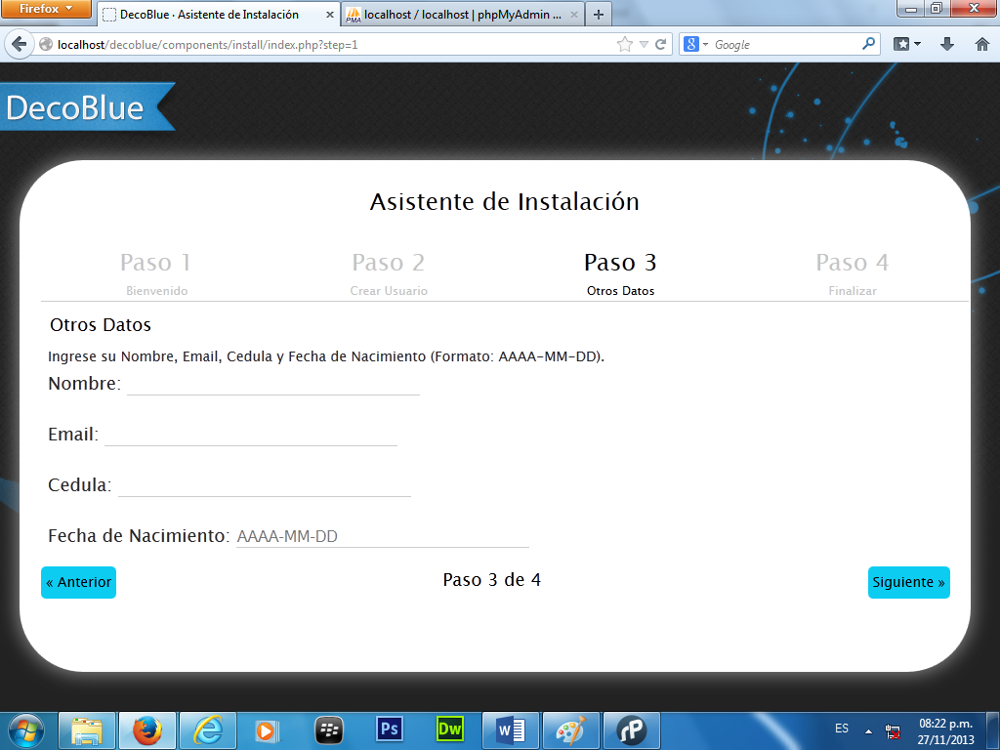 Firefox
DecoBlue · Asistente de Instalación
localhost / localhost | phpMyAdmin ...
localhost/decoblue/components/install/index.php?step=1
Google
DecoBlue
Asistente de Instalación
Paso 1
Paso 2
Paso 3
Paso 4
Bienvenido
Crear Usuario
Otros Datos
Finalizar
Otros Datos
Ingrese su Nombre, Email, Cedula y Fecha de Nacimiento (Formato: AAAA-MM-DD).
Nombre:
Email:
Cedula:
Fecha de Nacimiento: AAAA-MM-DD
« Anterior
Paso 3 de 4
Siguiente »
Ps
Dw
W
rP
ES
08:22 p.m.
27/11/2013